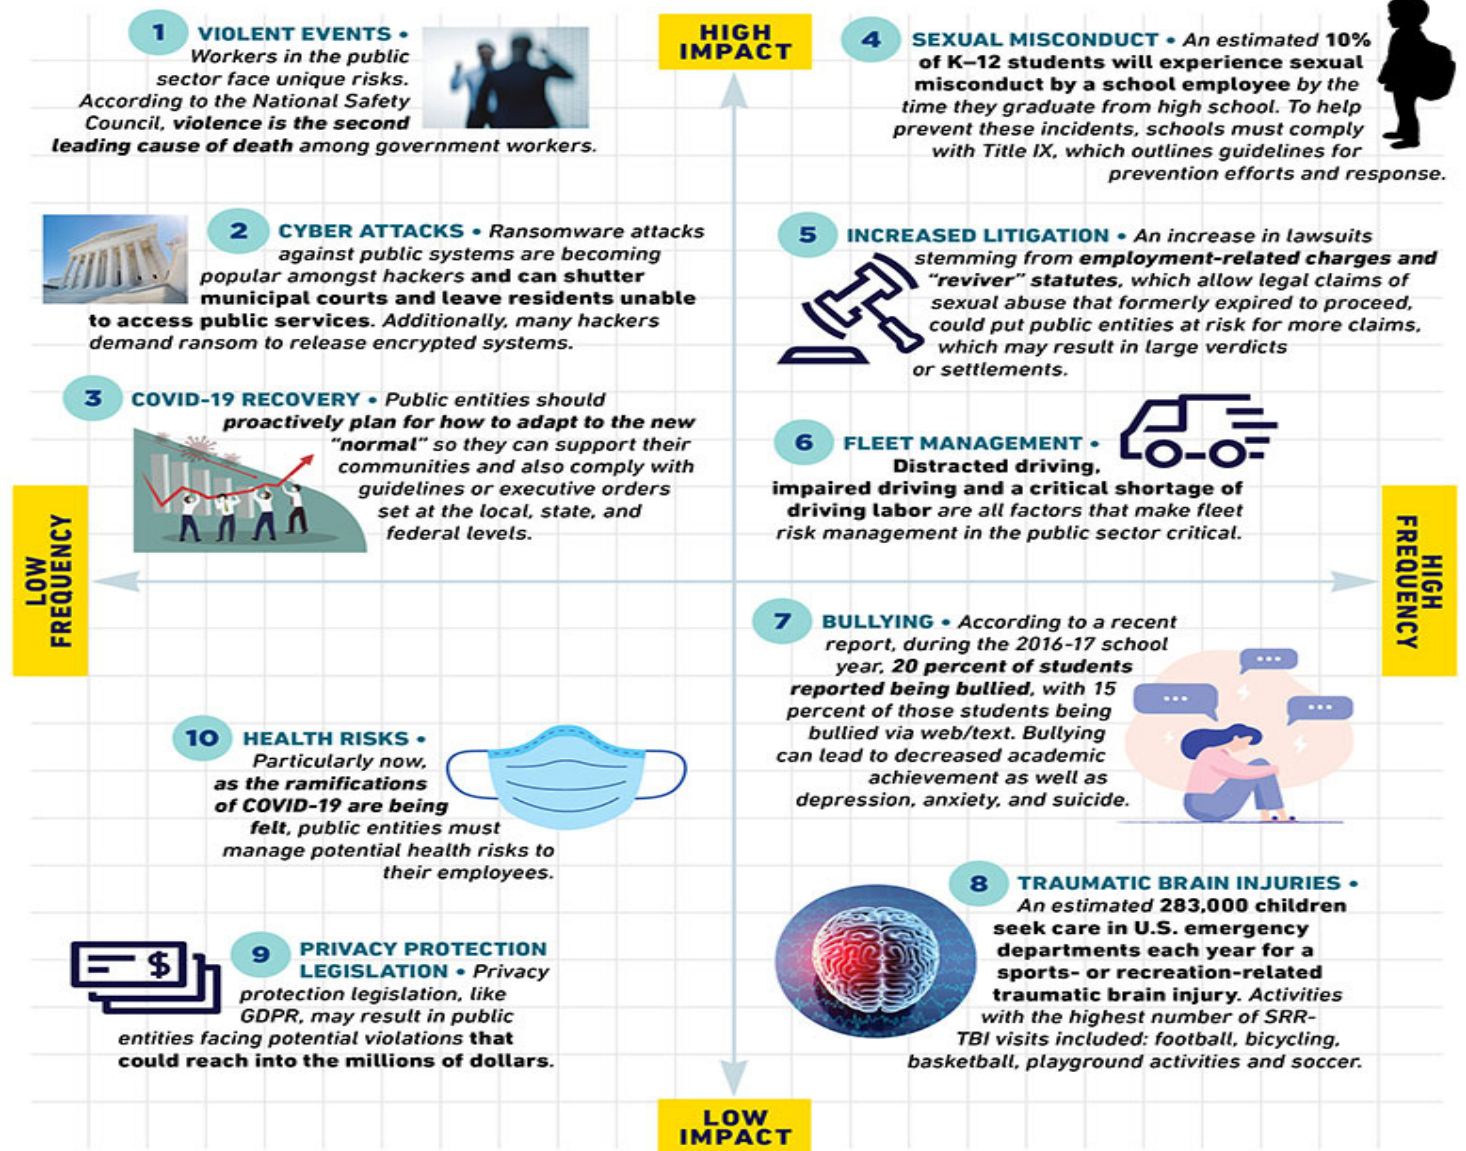 HIGH
IMPACT
1 VIOLENT EVENTS •
Workers in the public
sector face unique risks.
According to the National Safety
Council, violence is the second
leading cause of death among government workers.
2 CYBER ATTACKS • Ransomware attacks
against public systems are becoming
popular amongst hackers and can shutter
municipal courts and leave residents unable
to access public services. Additionally, many hackers
demand ransom to release encrypted systems.
3 COVID-19 RECOVERY • Public entities should
proactively plan for how to adapt to the new
"normal" so they can support their
communities and also comply with
guidelines or executive orders
set at the local, state, and
federal levels.
4 SEXUAL MISCONDUCT • An estimated 10%
of K–12 students will experience sexual
misconduct by a school employee by the
time they graduate from high school. To help
prevent these incidents, schools must comply
with Title IX, which outlines guidelines for
prevention efforts and response.
5 INCREASED LITIGATION • An increase in lawsuits
stemming from employment-related charges and
"reviver" statutes, which allow legal claims of
sexual abuse that formerly expired to proceed,
could put public entities at risk for more claims,
which may result in large verdicts
or settlements.
6 FLEET MANAGEMENT •
Distracted driving,
impaired driving and a critical shortage of
driving labor are all factors that make fleet
risk management in the public sector critical.
LOW
FREQUENCY
HIGH
FREQUENCY
7 BULLYING • According to a recent
report, during the 2016-17 school
year, 20 percent of students
reported being bullied, with 15
percent of those students being
bullied via web/text. Bullying
can lead to decreased academic
achievement as well as
depression, anxiety, and suicide.
8 TRAUMATIC BRAIN INJURIES •
An estimated 283,000 children
seek care in U.S. emergency
departments each year for a
sports- or recreation-related
traumatic brain injury. Activities
with the highest number of SRR-
TBI visits included: football, bicycling,
basketball, playground activities and soccer.
10 HEALTH RISKS •
Particularly now,
as the ramifications
of COVID-19 are being
felt, public entities must
manage potential health risks to
their employees.
9 PRIVACY PROTECTION
LEGISLATION • Privacy
protection legislation, like
GDPR, may result in public
entities facing potential violations that
could reach into the millions of dollars.
$
LOW
IMPACT